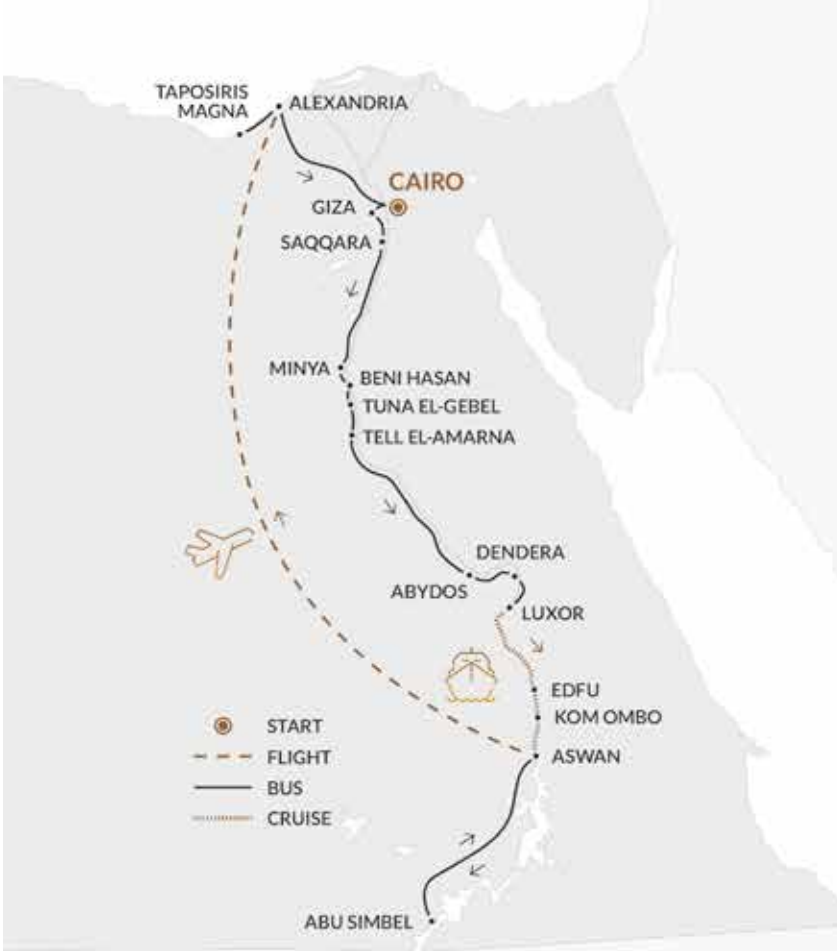 TAPOSIRIS
MAGNA
ALEXANDRIA
CAIRO
GIZA
SAQQARA
MINYA
BENI HASAN
TUNA EL-GEBEL
TELL EL-AMARNA
DENDERA
ABYDOS
LUXOR
EDFU
KOM OMBO
ASWAN
START
FLIGHT
BUS
CRUISE
ABU SIMBEL